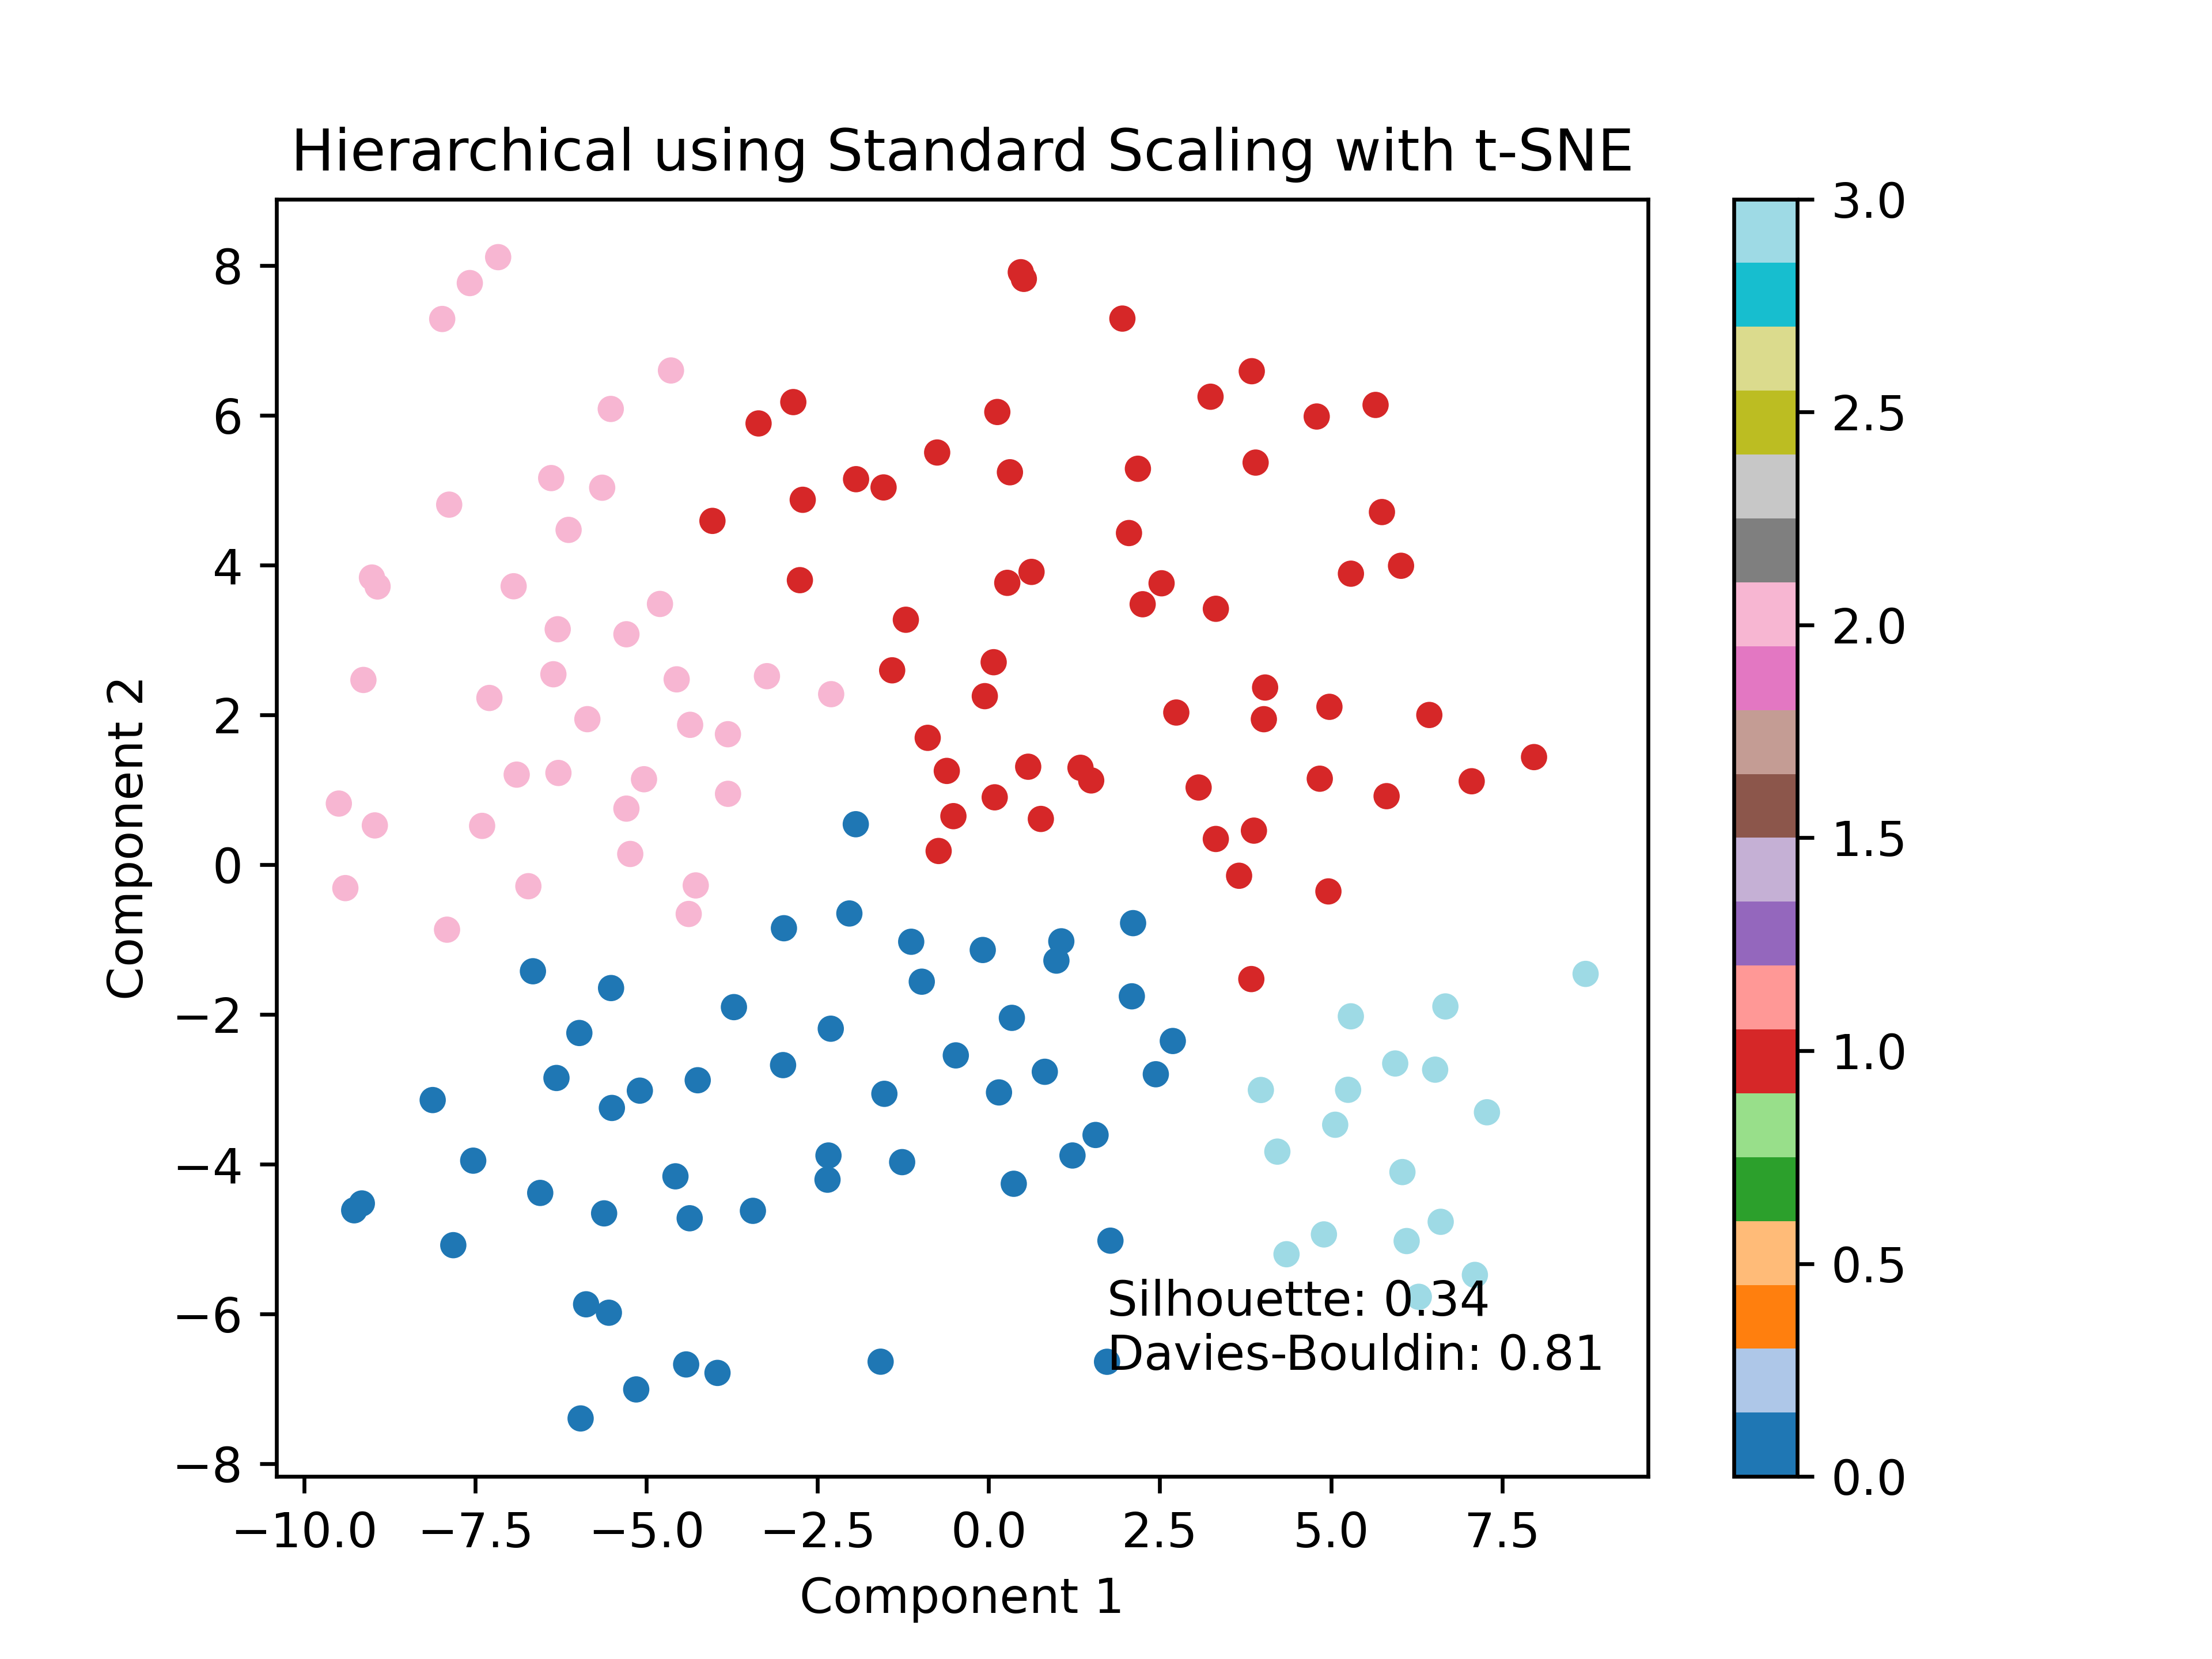 Hierarchical using Standard Scaling with t-SNE
8
6
4
2
0
−2
−4
−6
−8
Component 2
−10.0 −7.5 −5.0 −2.5 0.0 2.5 5.0 7.5
Component 1
Silhouette: 0.34
Davies-Bouldin: 0.81
3.0
2.5
2.0
1.5
1.0
0.5
0.0